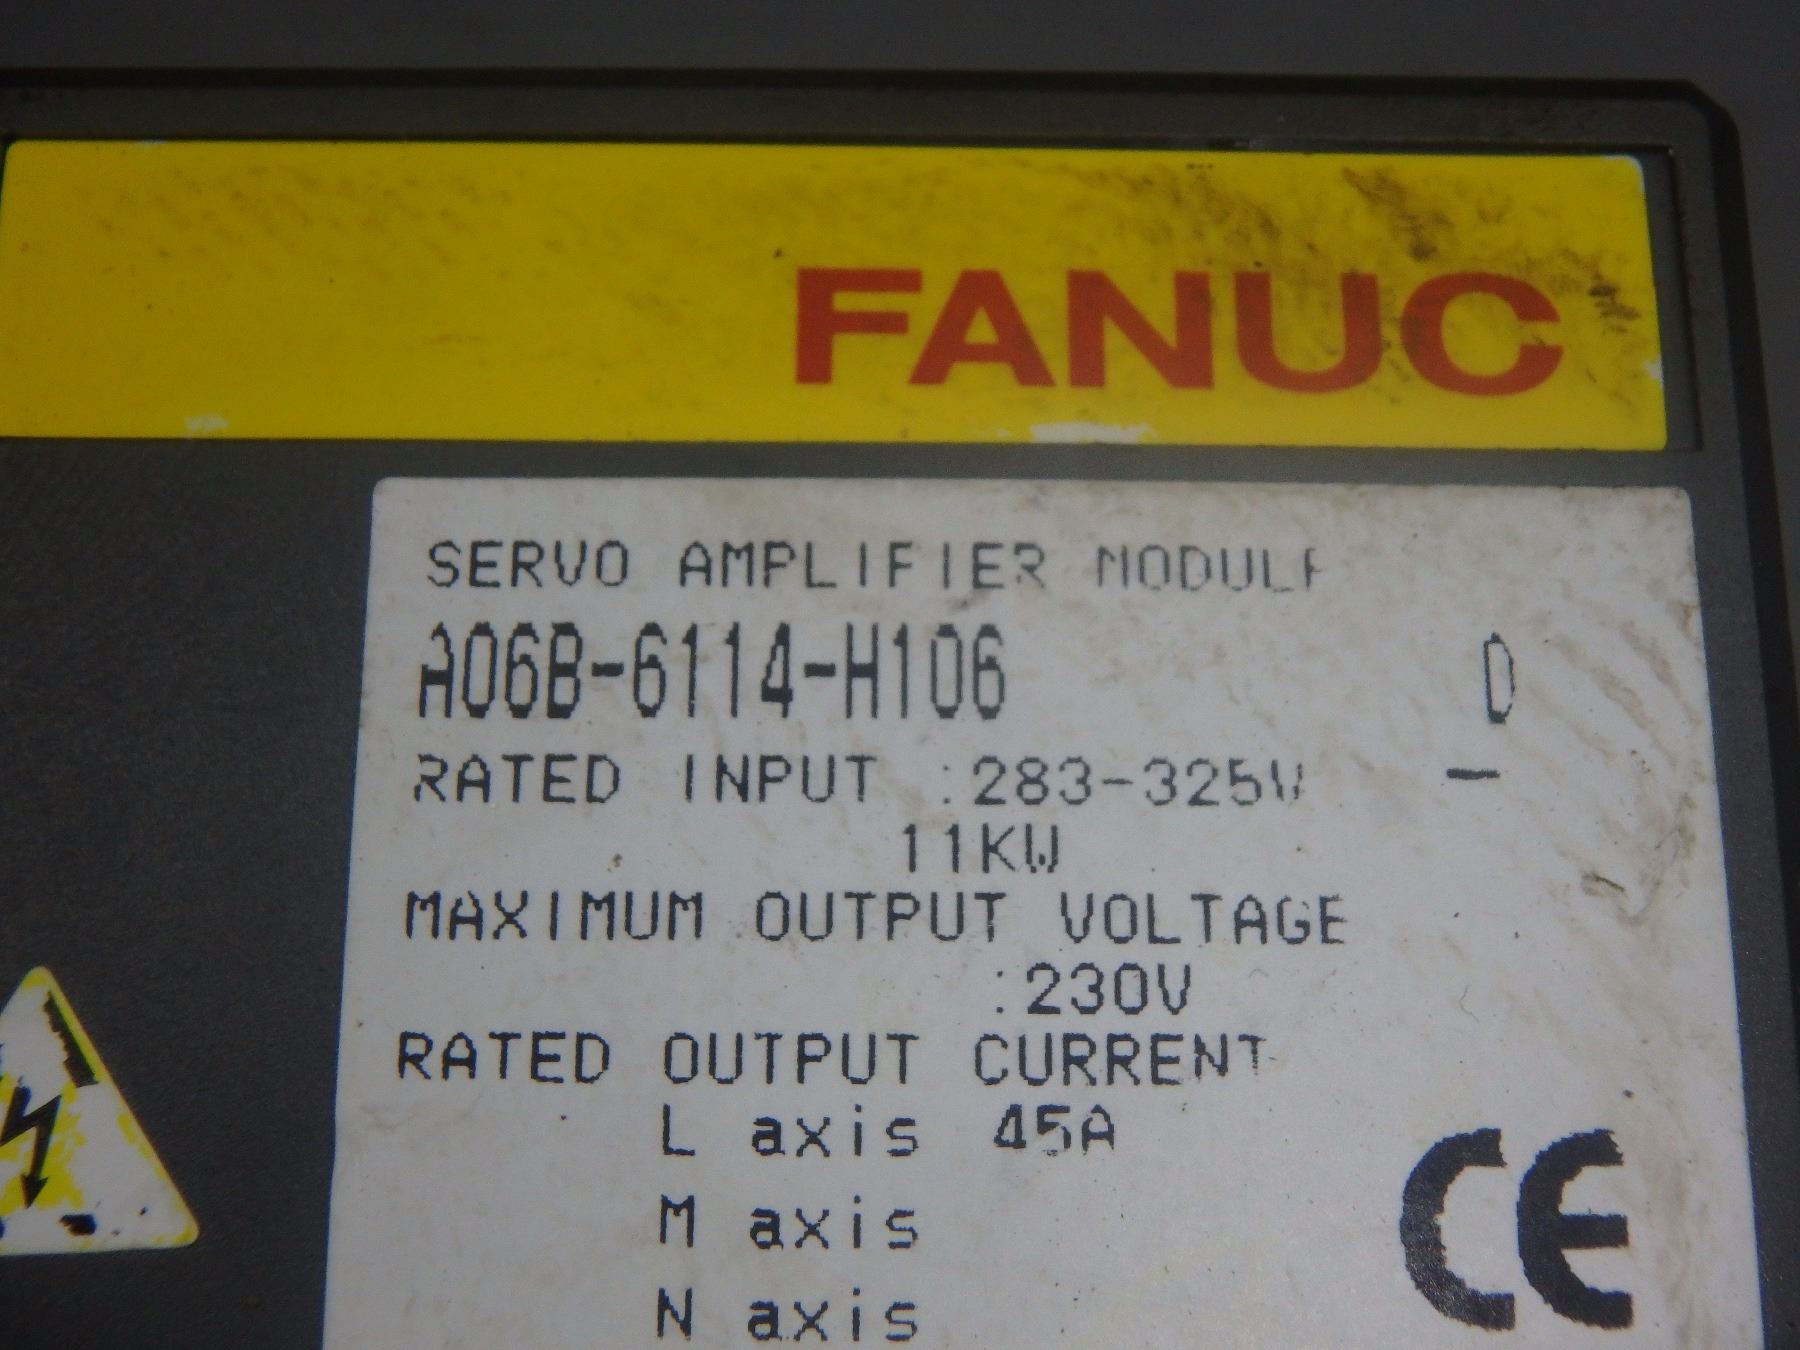 FANUC
SERVO AMPLIFIER MODULE
A06B-6114-H106 D
RATED INPUT :283-325V —
11KW
MAXIMUM OUTPUT VOLTAGE
:230V
RATED OUTPUT CURRENT
L axis 45A
M axis
N axis
CE